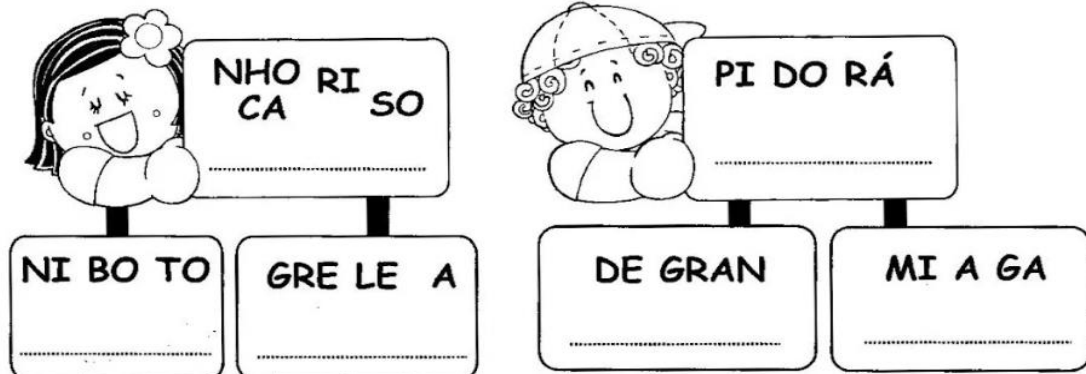 NHO RI
CA SO
PI DO RÁ
NI BO TO
GRE LE A
DE GRAN
MI A GA